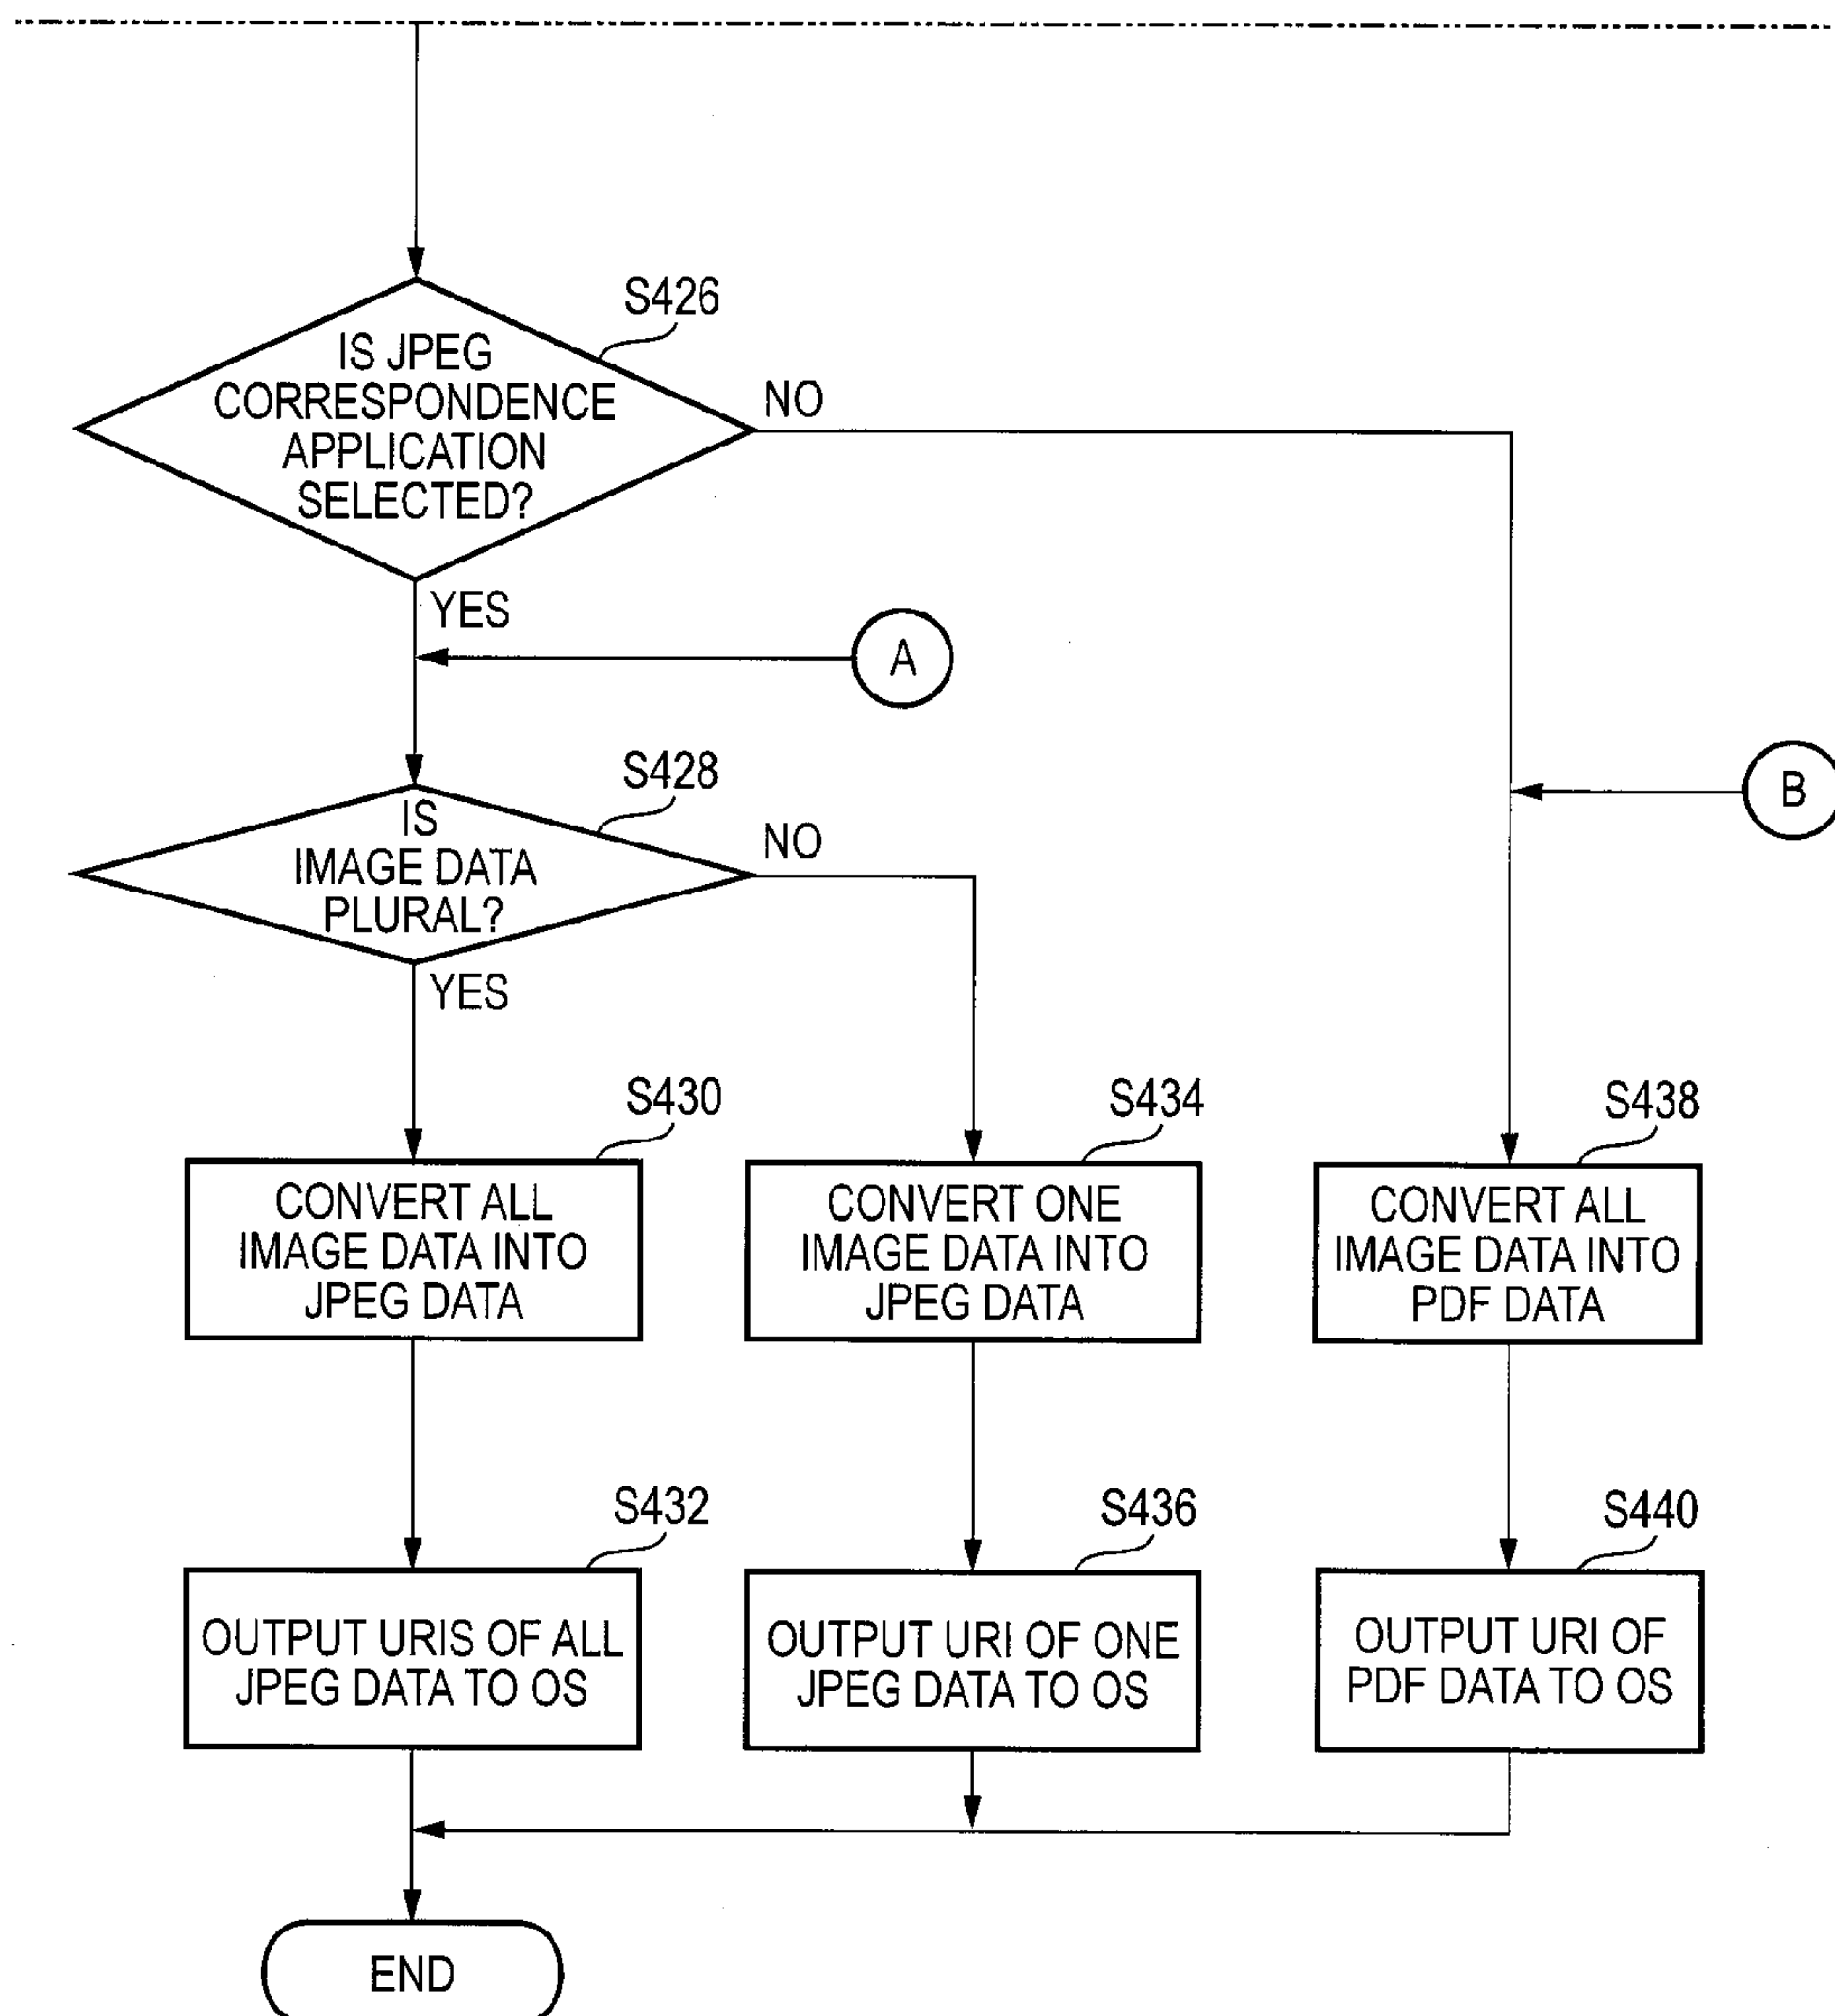 S426
IS JPEG
CORRESPONDENCE
APPLICATION
SELECTED?
NO
YES
A
B
S428
IS
IMAGE DATA
PLURAL?
NO
YES
S430
CONVERT ALL
IMAGE DATA INTO
JPEG DATA
S434
CONVERT ONE
IMAGE DATA INTO
JPEG DATA
S438
CONVERT ALL
IMAGE DATA INTO
PDF DATA
S432
OUTPUT URIS OF ALL
JPEG DATA TO OS
S436
OUTPUT URI OF ONE
JPEG DATA TO OS
S440
OUTPUT URI OF
PDF DATA TO OS
END